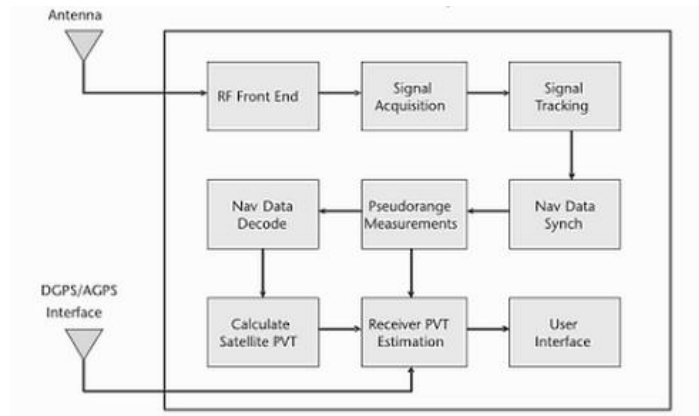 Antenna
RF Front End
Signal
Acquisition
Signal
Tracking
Nav Data
Decode
Pseudorange
Measurements
Nav Data
Synch
DGPS/AGPS
Interface
Calculate
Satellite PVT
Receiver PVT
Estimation
User
Interface